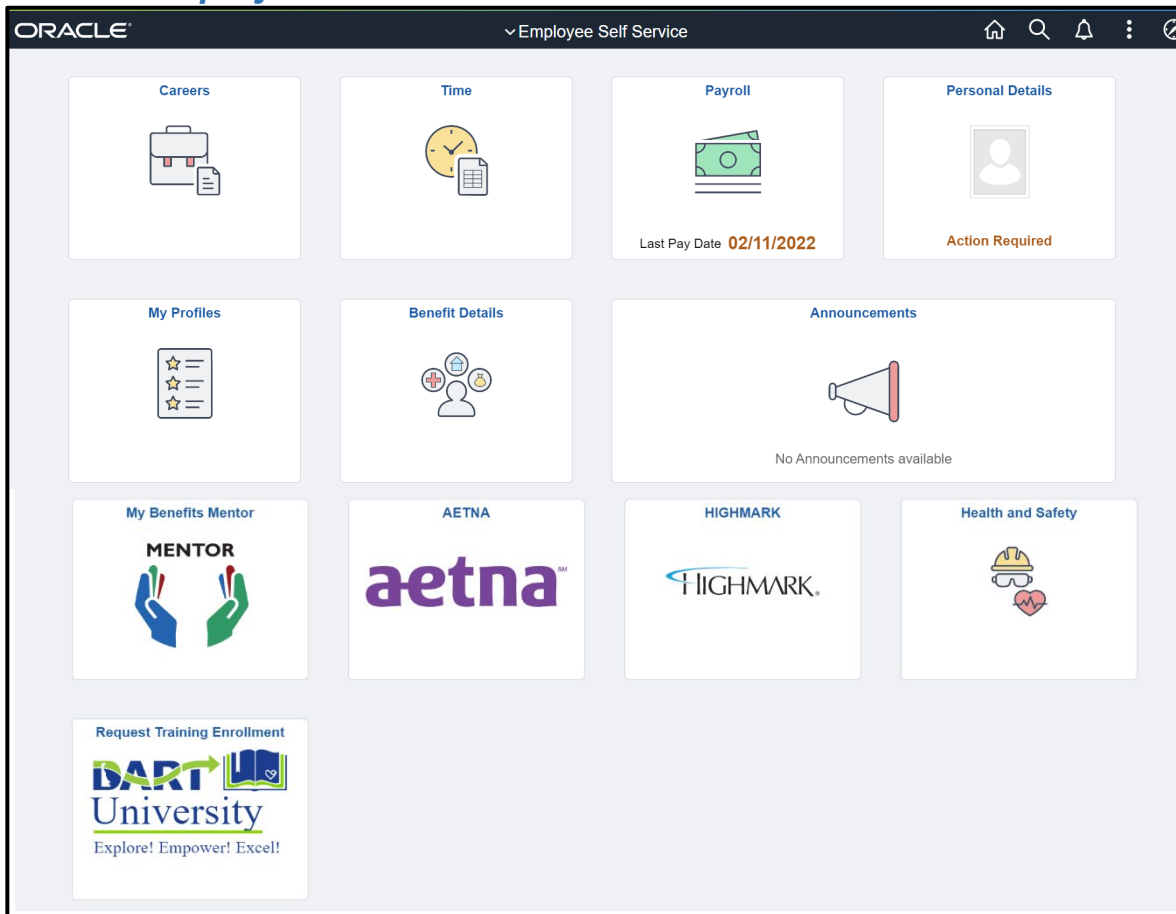 ORACLE
Employee Self Service
Careers
Time
Payroll
Personal Details
Last Pay Date 02/11/2022
Action Required
My Profiles
Benefit Details
Announcements
No Announcements available
My Benefits Mentor
AETNA
HIGHMARK
Health and Safety
MENTOR
aetna℠
HIGHMARK®
Request Training Enrollment
DART
University
Explore! Empower! Excel!